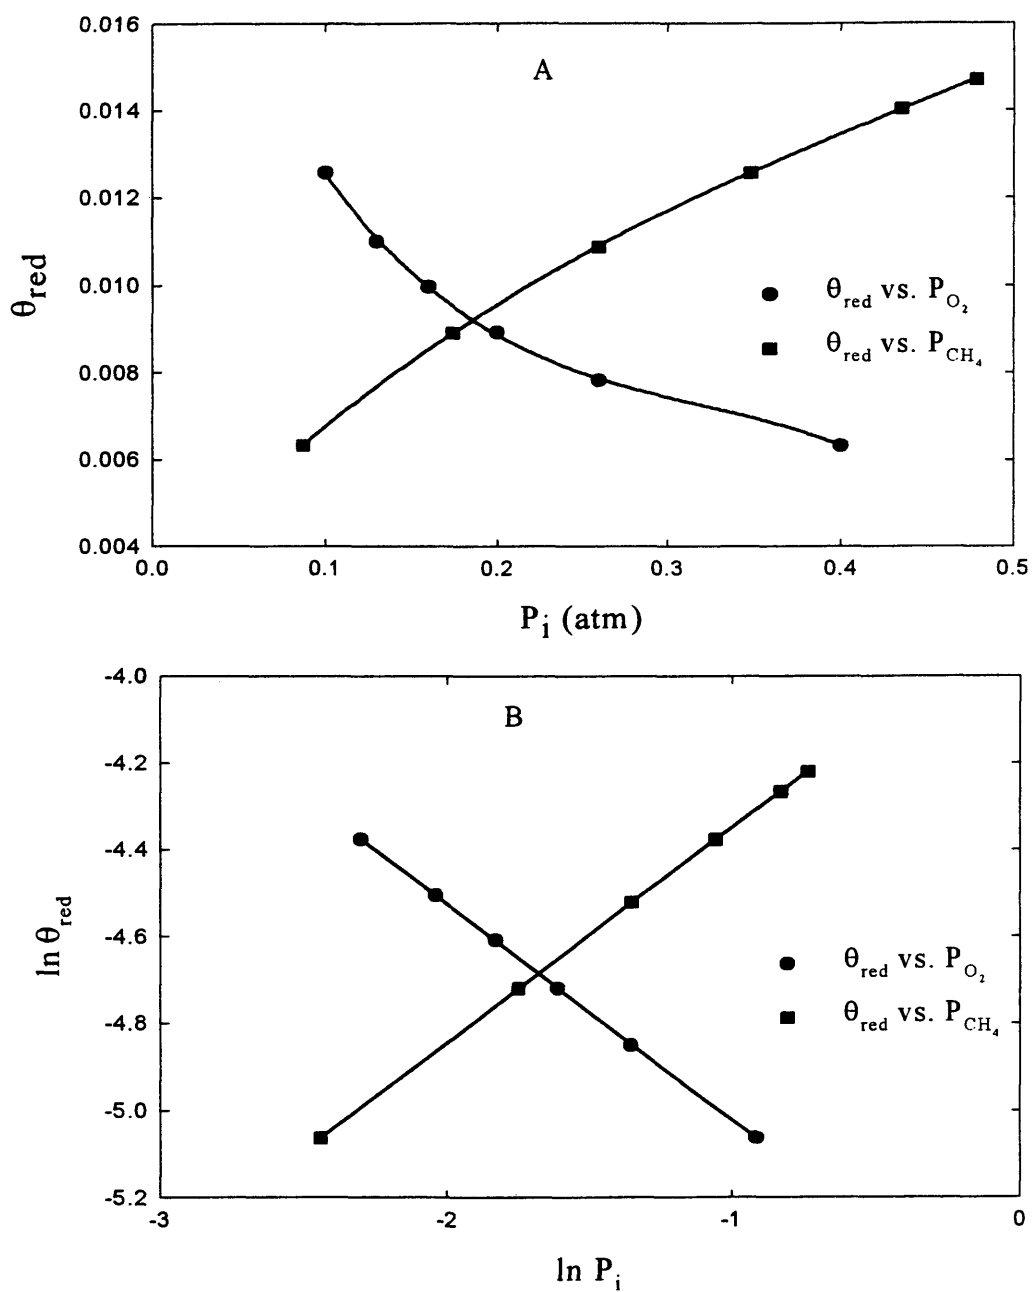 0.016
A
0.014
0.012
0.010
θred
θred vs. PO2
θred vs. PCH4
0.008
0.006
0.004
0.0 0.1 0.2 0.3 0.4 0.5
Pi (atm)
-4.0
B
-4.2
-4.4
-4.6
ln θred
θred vs. PO2
θred vs. PCH4
-4.8
-5.0
-5.2
-3 -2 -1 0
ln Pi